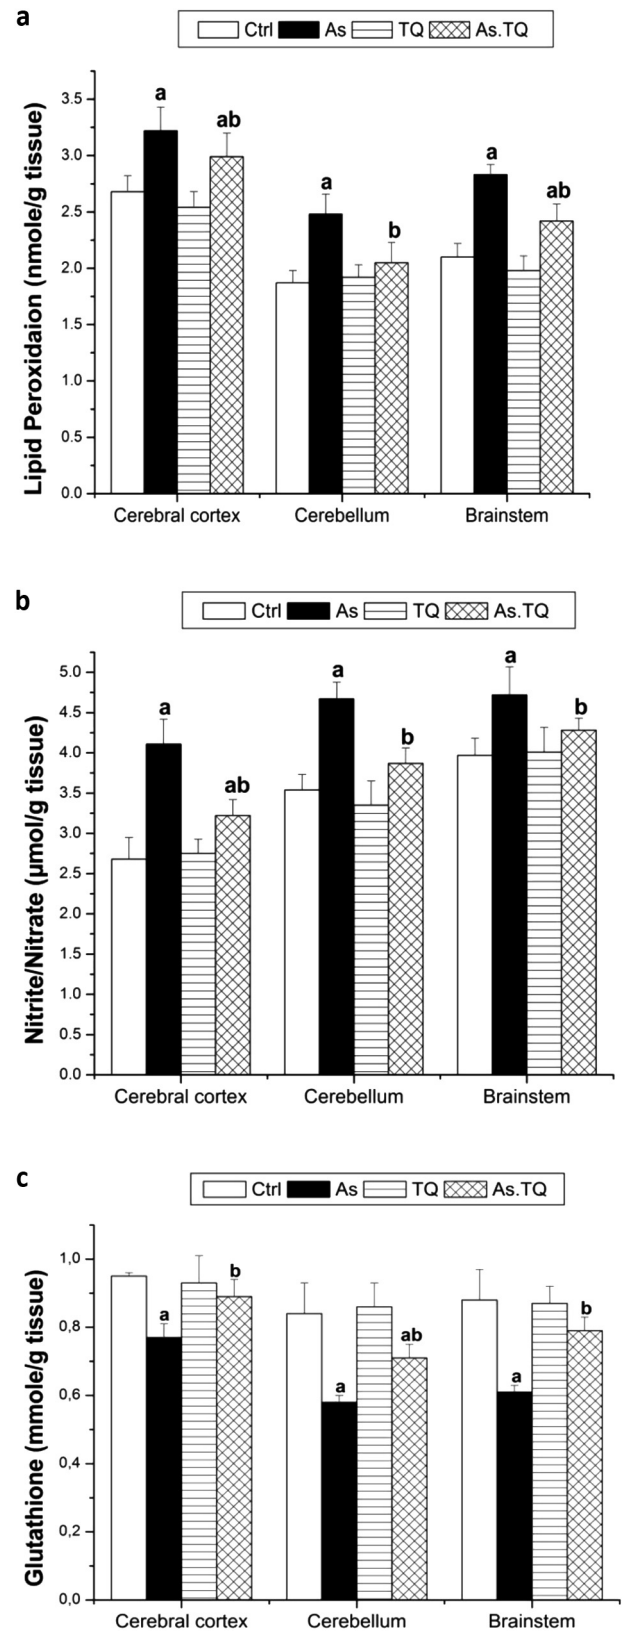 a
Ctrl As TQ As.TQ
Lipid Peroxidaion (nmole/g tissue)
3.5
3.0
2.5
2.0
1.5
1.0
0.5
0.0
a ab a b a ab
Cerebral cortex Cerebellum Brainstem
b
Ctrl As TQ As.TQ
Nitrite/Nitrate (μmol/g tissue)
5.0
4.5
4.0
3.5
3.0
2.5
2.0
1.5
1.0
0.5
0.0
a ab a b a b
Cerebral cortex Cerebellum Brainstem
c
Ctrl As TQ As.TQ
Glutathione (mmole/g tissue)
1,0
0,8
0,6
0,4
0,2
0,0
a b a ab a b
Cerebral cortex Cerebellum Brainstem